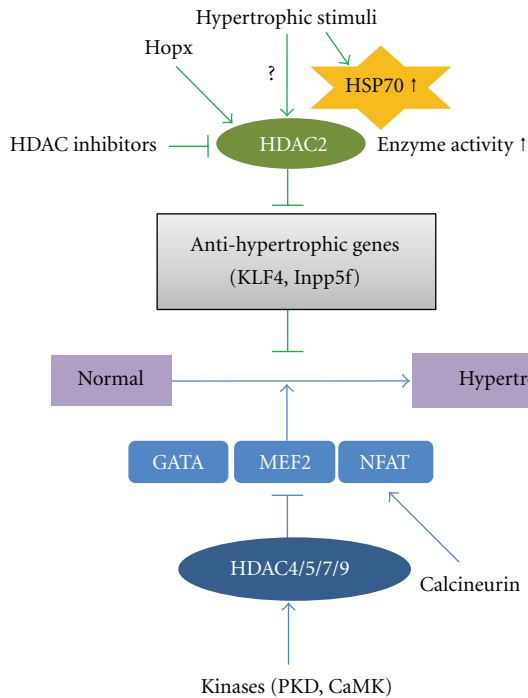 Hypertrophic stimuli
Hopx
?
HSP70 ↑
HDAC inhibitors
HDAC2
Enzyme activity ↑
Anti-hypertrophic genes
(KLF4, Inpp5f)
Normal
Hypertr
GATA
MEF2
NFAT
HDAC4/5/7/9
Calcineurin
Kinases (PKD, CaMK)